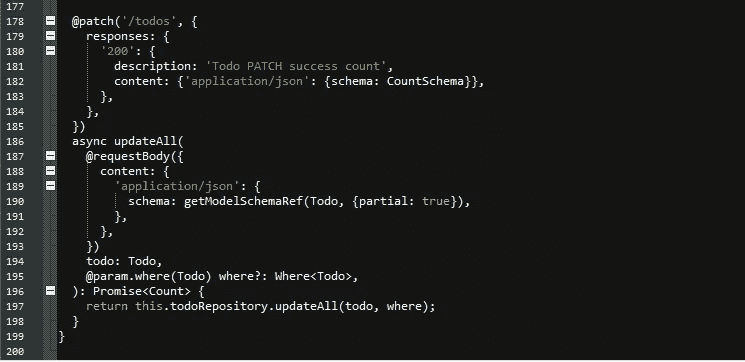 177
178 @patch('/todos', {
179 responses: {
180 '200': {
181 description: 'Todo PATCH success count',
182 content: {'application/json': {schema: CountSchema}},
183 },
184 },
185 })
186 async updateAll(
187 @requestBody({
188 content: {
189 'application/json': {
190 schema: getModelSchemaRef(Todo, {partial: true}),
191 },
192 },
193 })
194 todo: Todo,
195 @param.where(Todo) where?: Where<Todo>,
196 ): Promise<Count> {
197 return this.todoRepository.updateAll(todo, where);
198 }
199 }
200